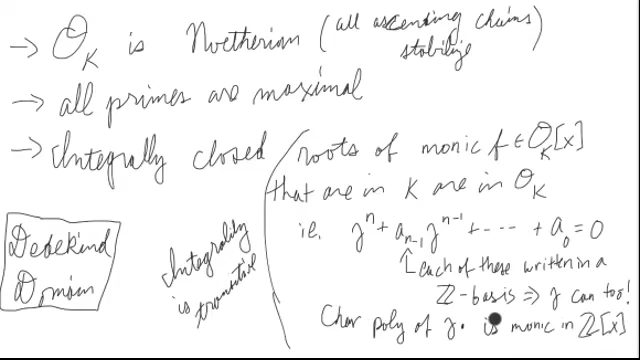 → O_K is Noetherian (all ascending chains stabilize)
→ all primes are maximal
→ Integrally closed
roots of monic f ∈ O_K[x]
that are in K are in O_K
i.e. γ^n + a_{n-1} γ^{n-1} + ---- + a_0 = 0
each of these written in a
Z-basis ⇒ γ can too!
Char poly of γ· is monic in Z[x]
Integrality
is transitive
Dedekind
Domain